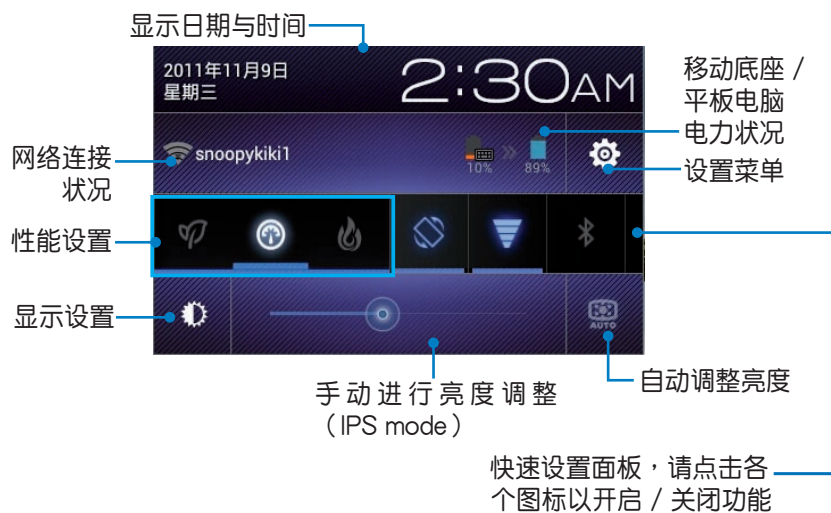 显示日期与时间
2011年11月9日
星期三
2:30AM
移动底座 /
平板电脑
电力状况
snoopykiki1
10%
89%
网络连接
状况
设置菜单
性能设置
显示设置
AUTO
手动进行亮度调整
（IPS mode）
自动调整亮度
快速设置面板，请点击各
个图标以开启 / 关闭功能